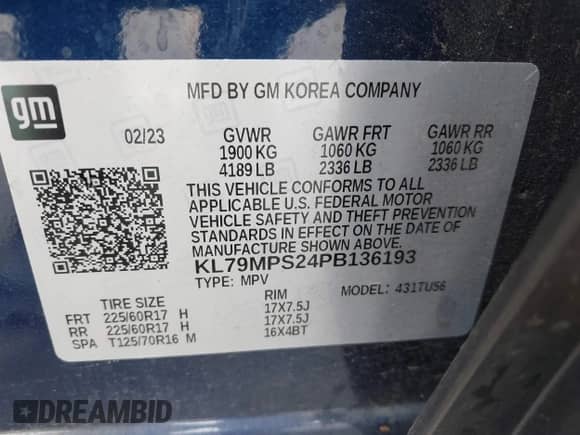 gm
MFD BY GM KOREA COMPANY
02/23 GVWR GAWR FRT GAWR RR
1900 KG 1060 KG 1060 KG
4189 LB 2336 LB 2336 LB
THIS VEHICLE CONFORMS TO ALL
APPLICABLE U.S. FEDERAL MOTOR
VEHICLE SAFETY AND THEFT PREVENTION
STANDARDS IN EFFECT ON THE DATE
OF MANUFACTURE SHOWN ABOVE.
KL79MPS24PB136193
TYPE: MPV MODEL: 431TU56
TIRE SIZE RIM
FRT 225/60R17 H 17X7.5J
RR 225/60R17 H 17X7.5J
SPA T125/70R16 M 16X4BT
DREAMBID